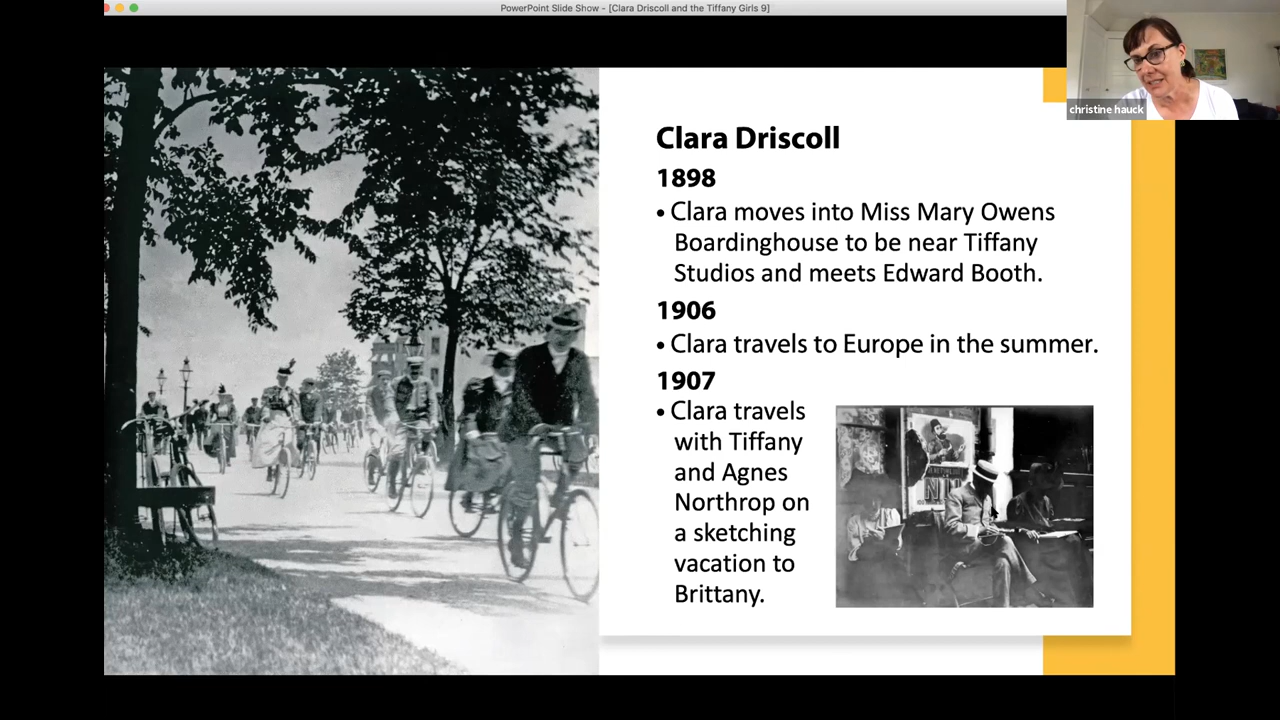 PowerPoint Slide Show - [Clara Driscoll and the Tiffany Girls 9]
christine hauck
Clara Driscoll
1898
• Clara moves into Miss Mary Owens
Boardinghouse to be near Tiffany
Studios and meets Edward Booth.
1906
• Clara travels to Europe in the summer.
1907
• Clara travels
with Tiffany
and Agnes
Northrop on
a sketching
vacation to
Brittany.